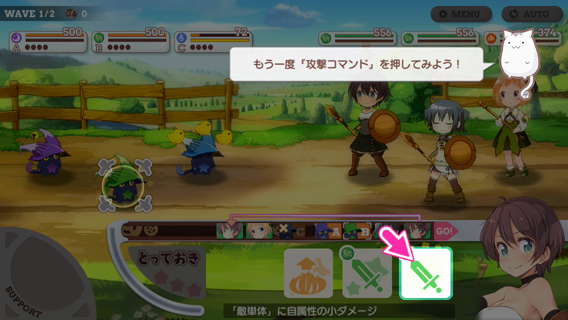 WAVE 1/2 0
MENU
AUTO
500
A
500
B
72
C
556
556
374
もう一度「攻撃コマンド」を押してみよう！
A
B
GO!
とっておき
SUPPORT
「敵単体」に自属性の小ダメージ